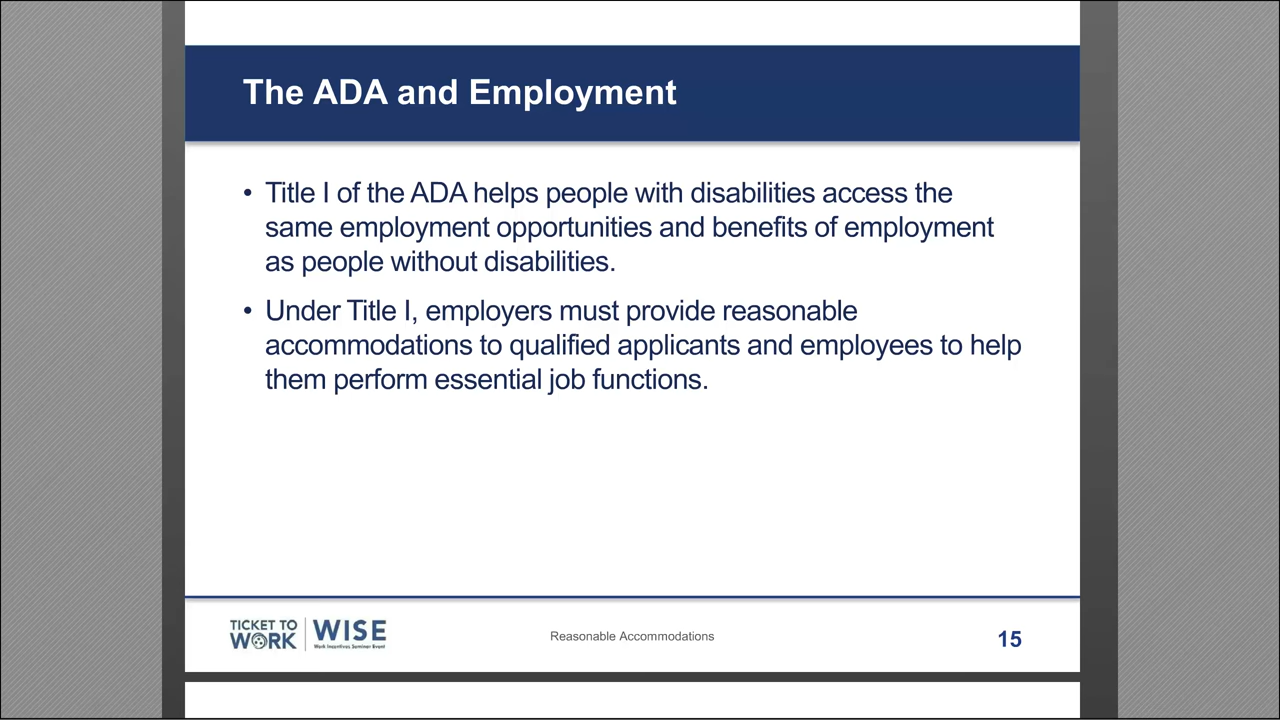 The ADA and Employment
• Title I of the ADA helps people with disabilities access the
same employment opportunities and benefits of employment
as people without disabilities.
• Under Title I, employers must provide reasonable
accommodations to qualified applicants and employees to help
them perform essential job functions.
TICKET TO
WORK
WISE
Work Incentives Seminar Event
Reasonable Accommodations
15